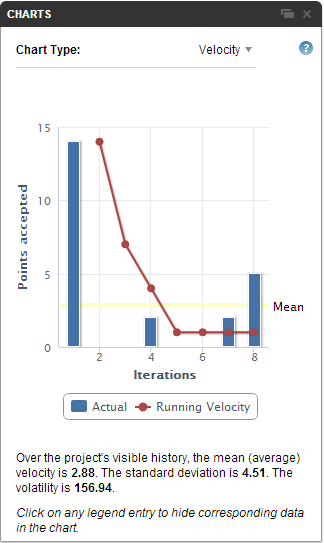 CHARTS
Chart Type: Velocity
?
15
10
5
0
Points accepted
Mean
2 4 6 8
Iterations
Actual Running Velocity
Over the project's visible history, the mean (average)
velocity is 2.88. The standard deviation is 4.51. The
volatility is 156.94.
Click on any legend entry to hide corresponding data
in the chart.